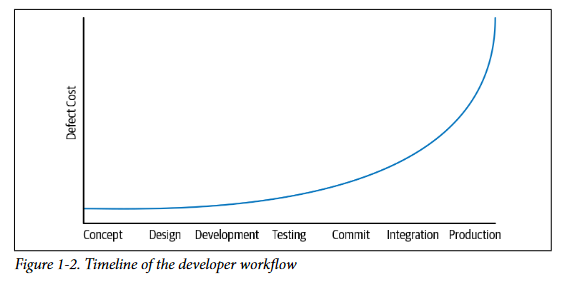 Defect Cost
Concept Design Development Testing Commit Integration Production
Figure 1-2. Timeline of the developer workflow